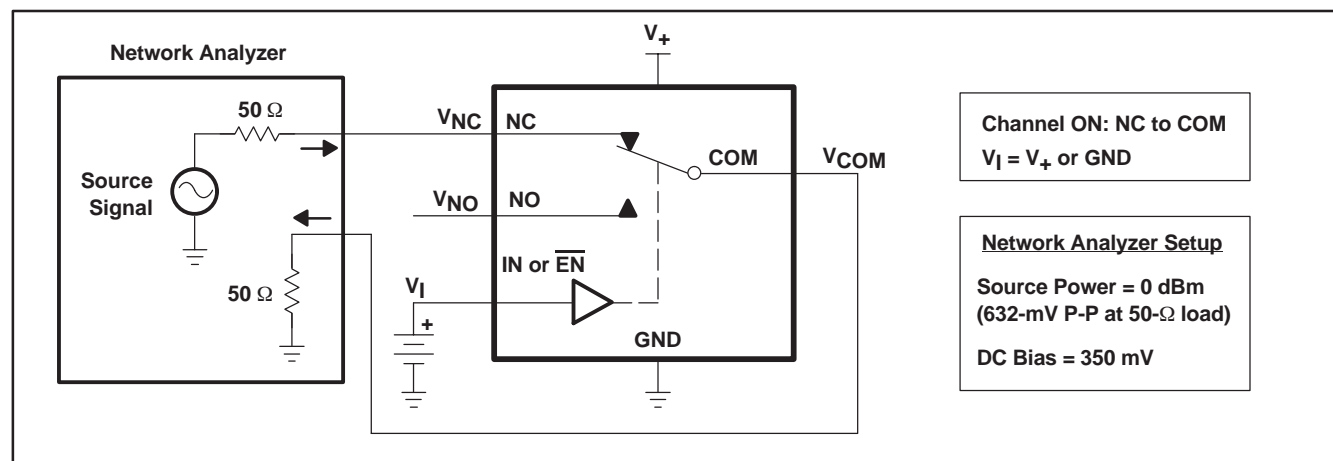 Network Analyzer
V+
50 Ω
VNC
NC
Source
Signal
COM
VCOM
VNO
NO
50 Ω
IN or E̅N̅
VI
+
GND
Channel ON: NC to COM
VI = V+ or GND
Network Analyzer Setup
Source Power = 0 dBm
(632-mV P-P at 50-Ω load)
DC Bias = 350 mV